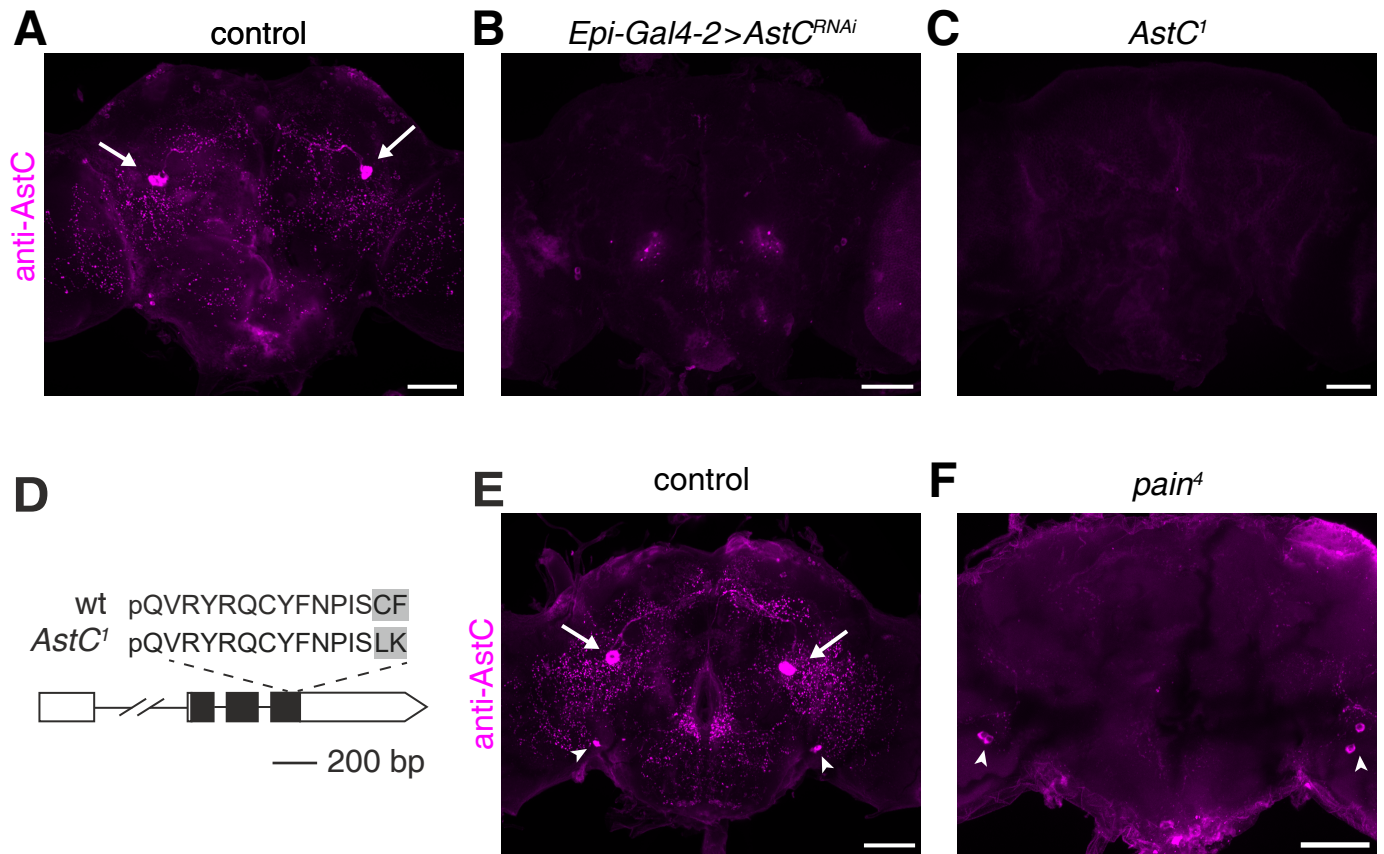 A
control
B
Epi-Gal4-2>AstC^RNAi
C
AstC^1
anti-AstC
D
wt pQVRYRQCYFNPISCF
AstC^1 pQVRYRQCYFNPISLK
200 bp
E
control
F
pain^4
anti-AstC